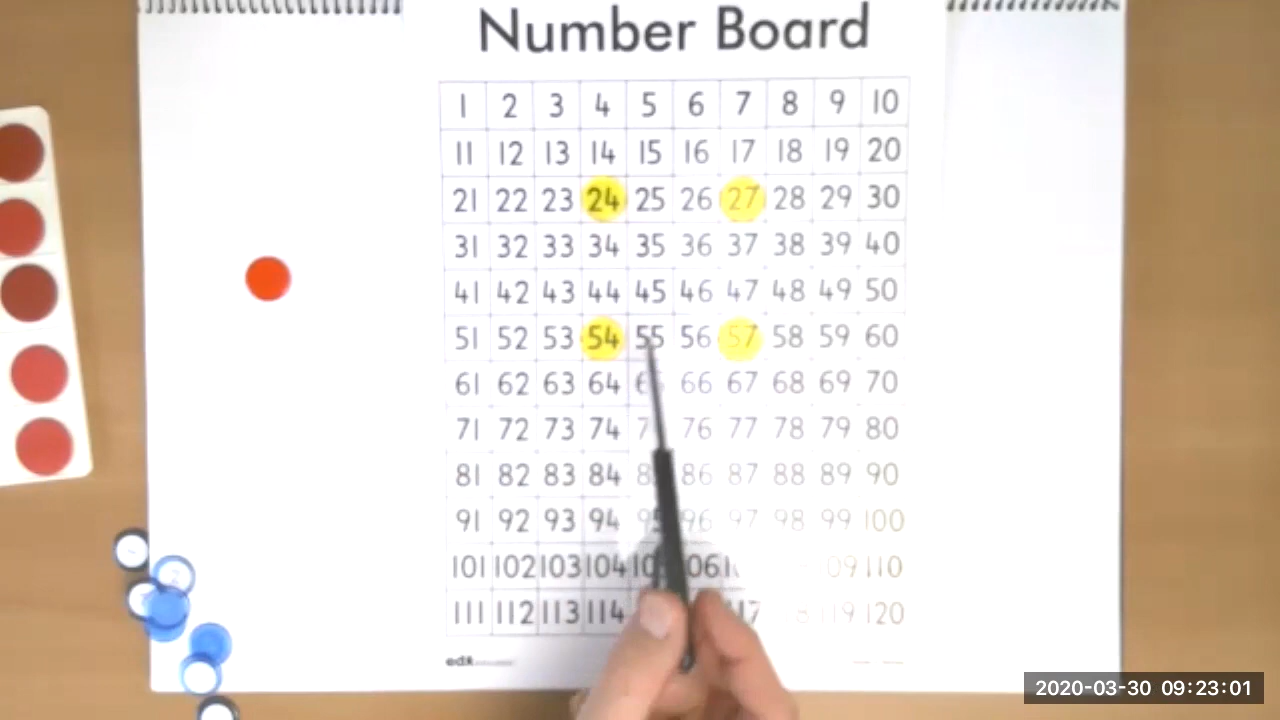 Number Board
1 2 3 4 5 6 7 8 9 10
11 12 13 14 15 16 17 18 19 20
21 22 23 24 25 26 27 28 29 30
31 32 33 34 35 36 37 38 39 40
41 42 43 44 45 46 47 48 49 50
51 52 53 54 55 56 57 58 59 60
61 62 63 64 66 67 68 69 70
71 72 73 74 76 77 78 79 80
81 82 83 84 86 87 88 89 90
91 92 93 94 95 96 97 98 99 100
101 102 103 104 110
111 112 113 114 119 120
edx
2020-03-30 09:23:01